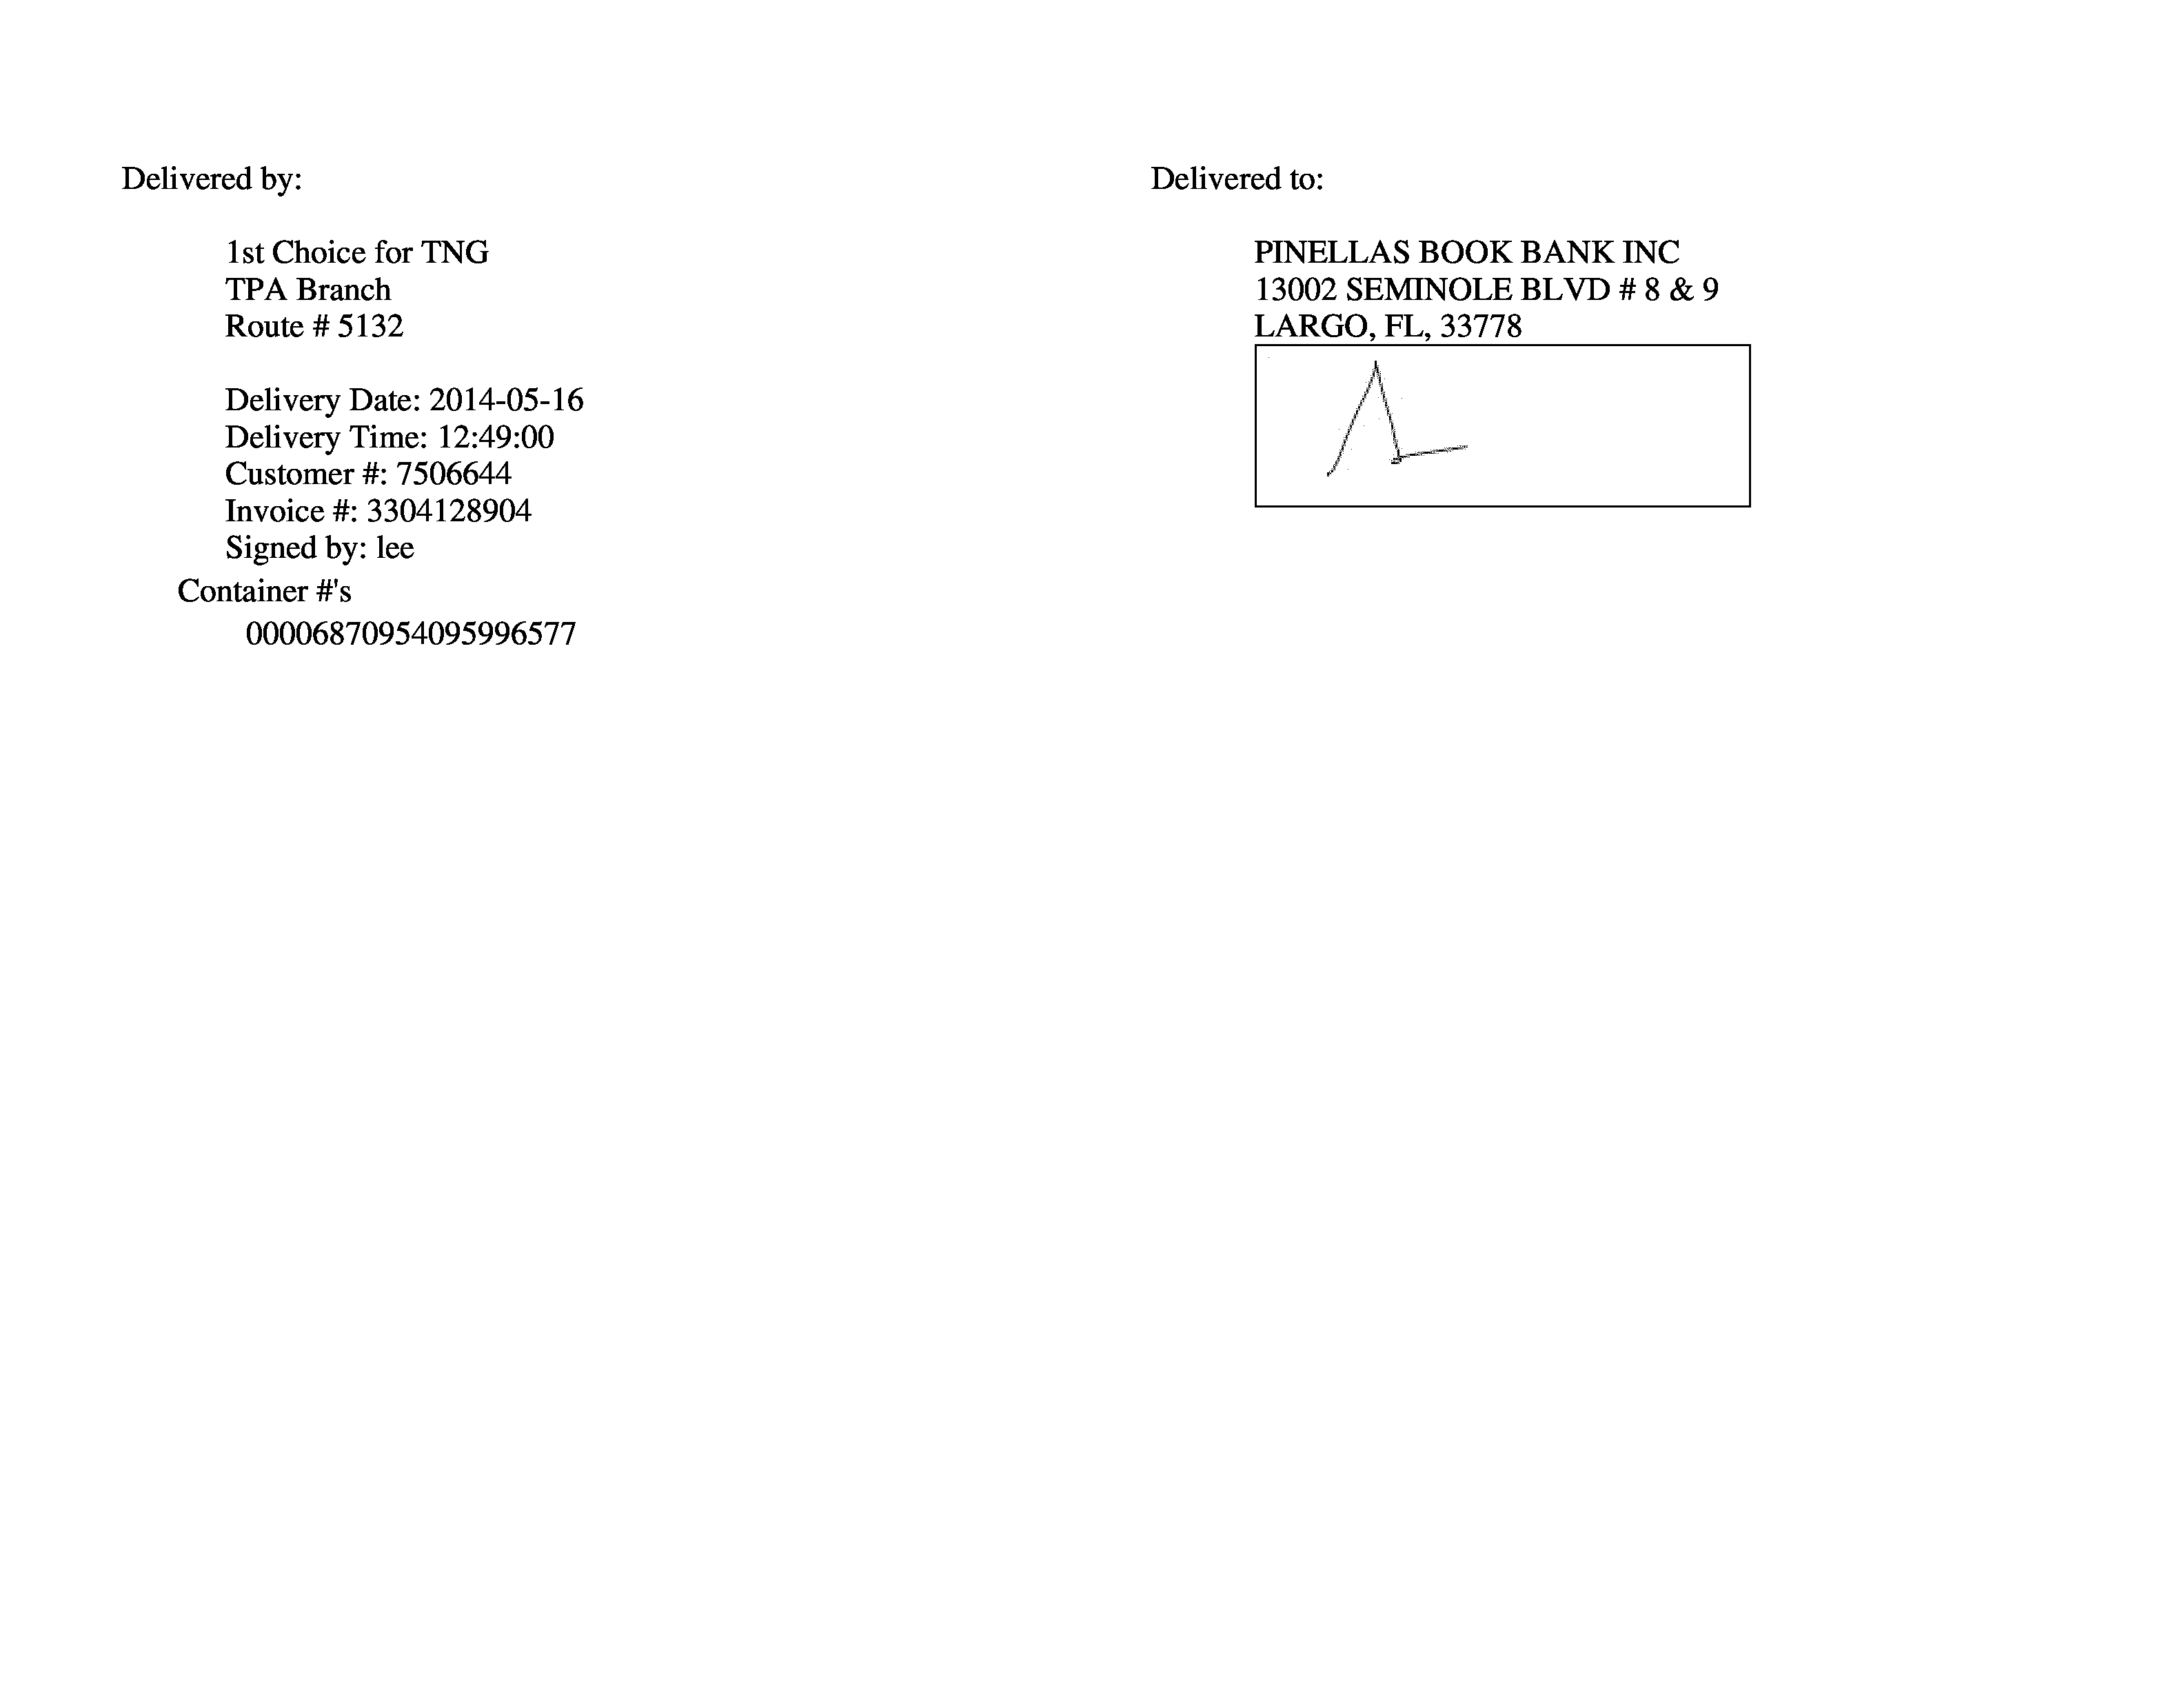 Delivered by:
1st Choice for TNG
TPA Branch
Route # 5132
Delivery Date: 2014-05-16
Delivery Time: 12:49:00
Customer #: 7506644
Invoice #: 3304128904
Signed by: lee
Container #'s
00006870954095996577
Delivered to:
PINELLAS BOOK BANK INC
13002 SEMINOLE BLVD # 8 & 9
LARGO, FL, 33778